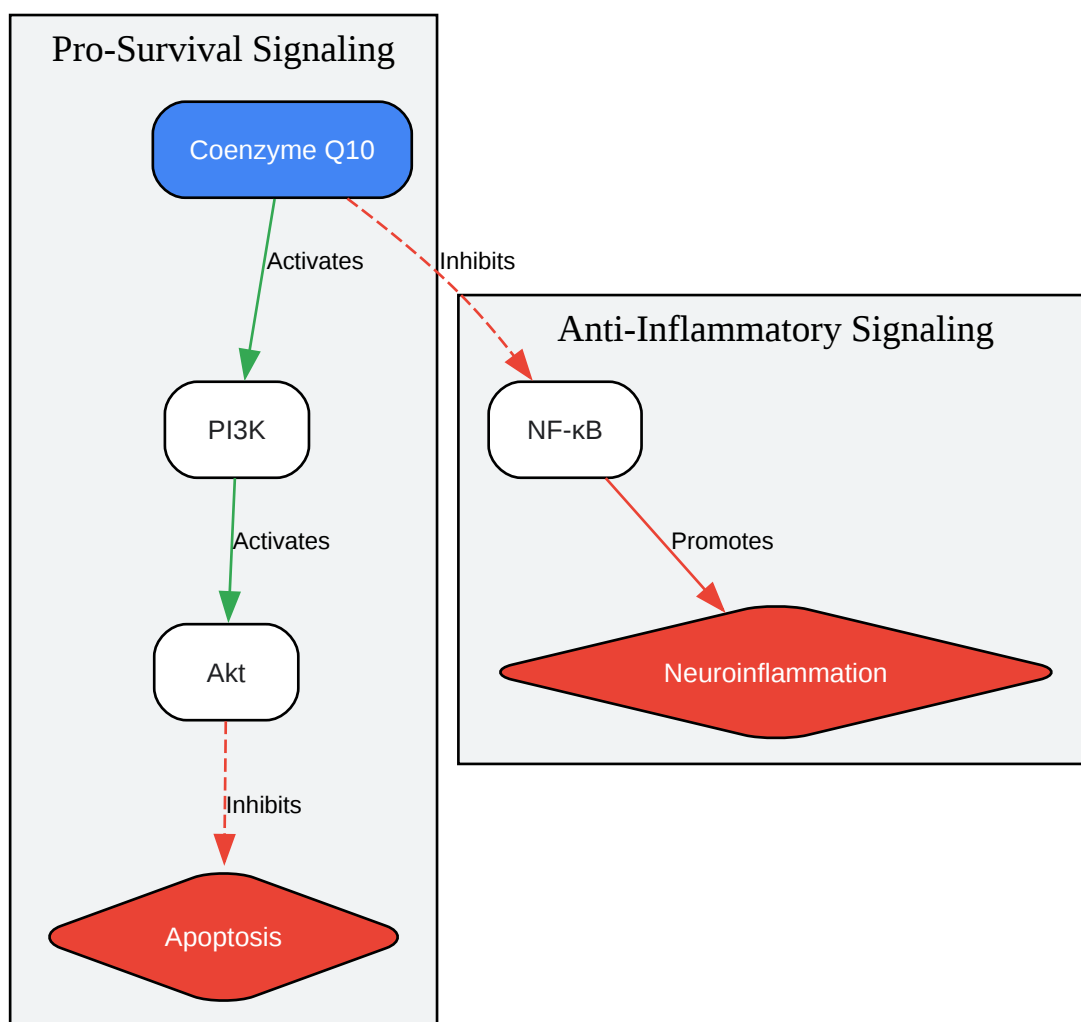 Pro-Survival Signaling
Coenzyme Q10
Activates
Inhibits
Anti-Inflammatory Signaling
PI3K
NF-κB
Activates
Promotes
Akt
Neuroinflammation
Inhibits
Apoptosis